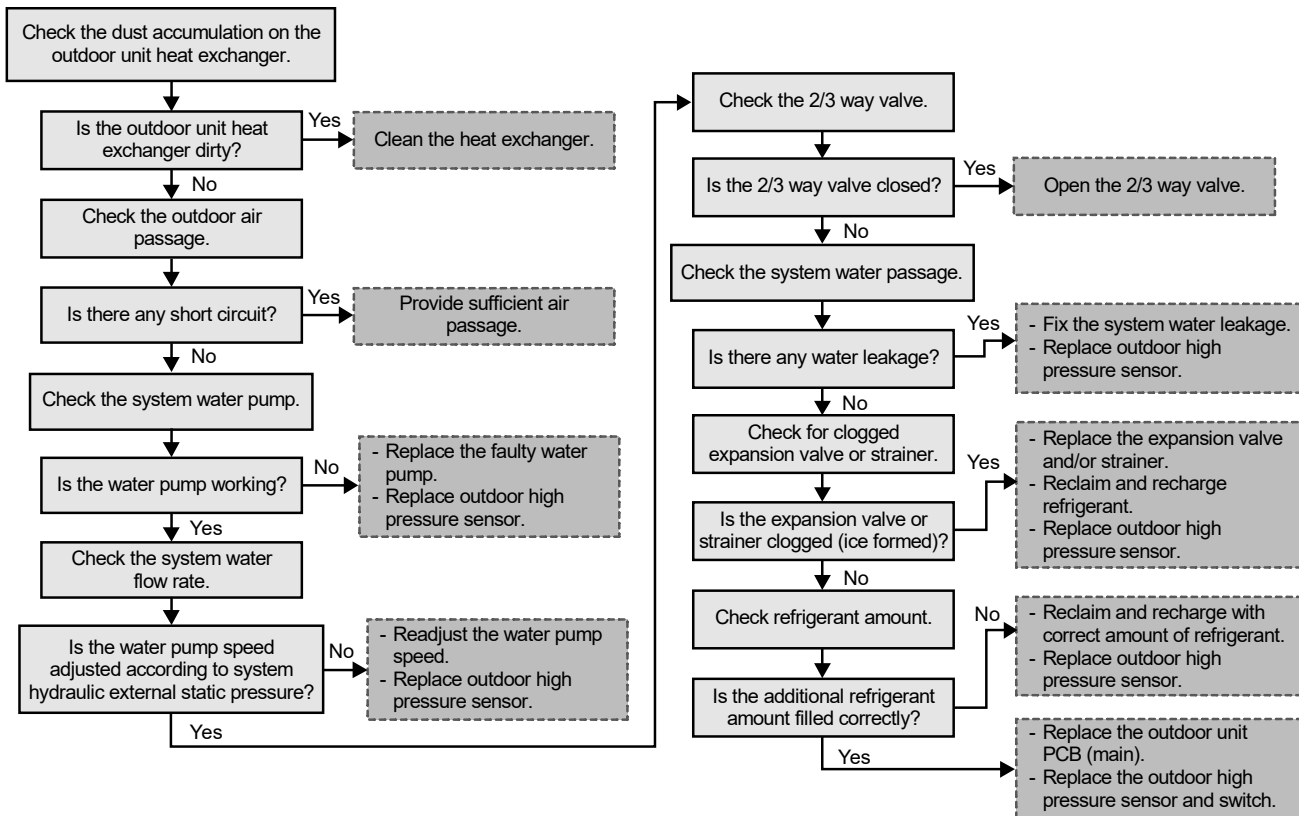 Check the dust accumulation on the
outdoor unit heat exchanger.
Is the outdoor unit heat
exchanger dirty?
Yes
Clean the heat exchanger.
No
Check the outdoor air
passage.
Is there any short circuit?
Yes
Provide sufficient air
passage.
No
Check the system water pump.
Is the water pump working?
No
- Replace the faulty water
pump.
- Replace outdoor high
pressure sensor.
Yes
Check the system water
flow rate.
Is the water pump speed
adjusted according to system
hydraulic external static pressure?
No
- Readjust the water pump
speed.
- Replace outdoor high
pressure sensor.
Yes
Check the 2/3 way valve.
Is the 2/3 way valve closed?
Yes
Open the 2/3 way valve.
No
Check the system water passage.
Is there any water leakage?
Yes
- Fix the system water leakage.
- Replace outdoor high
pressure sensor.
No
Check for clogged
expansion valve or strainer.
Is the expansion valve or
strainer clogged (ice formed)?
Yes
- Replace the expansion valve
and/or strainer.
- Reclaim and recharge
refrigerant.
- Replace outdoor high
pressure sensor.
No
Check refrigerant amount.
Is the additional refrigerant
amount filled correctly?
No
- Reclaim and recharge with
correct amount of refrigerant.
- Replace outdoor high
pressure sensor.
Yes
- Replace the outdoor unit
PCB (main).
- Replace the outdoor high
pressure sensor and switch.